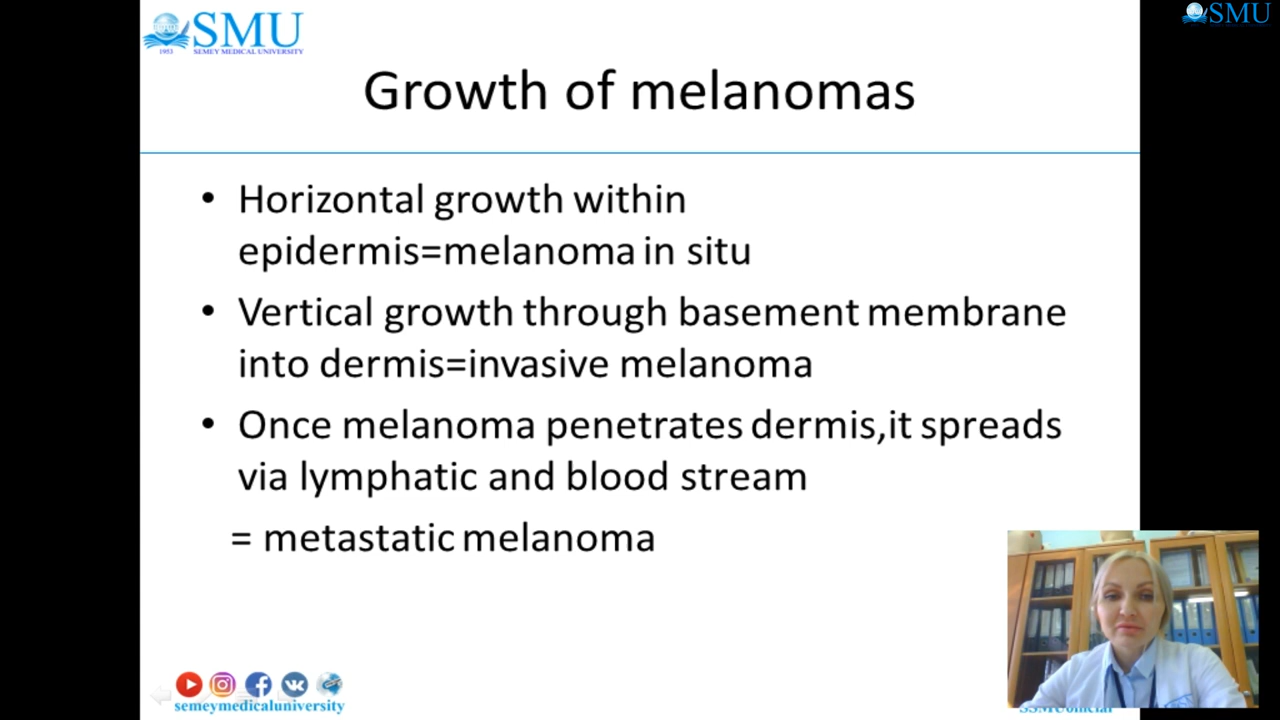 SMU
1953 SEMEY MEDICAL UNIVERSITY
SMU
Growth of melanomas
• Horizontal growth within
epidermis=melanoma in situ
• Vertical growth through basement membrane
into dermis=invasive melanoma
• Once melanoma penetrates dermis,it spreads
via lymphatic and blood stream
= metastatic melanoma
semeymedicaluniversity